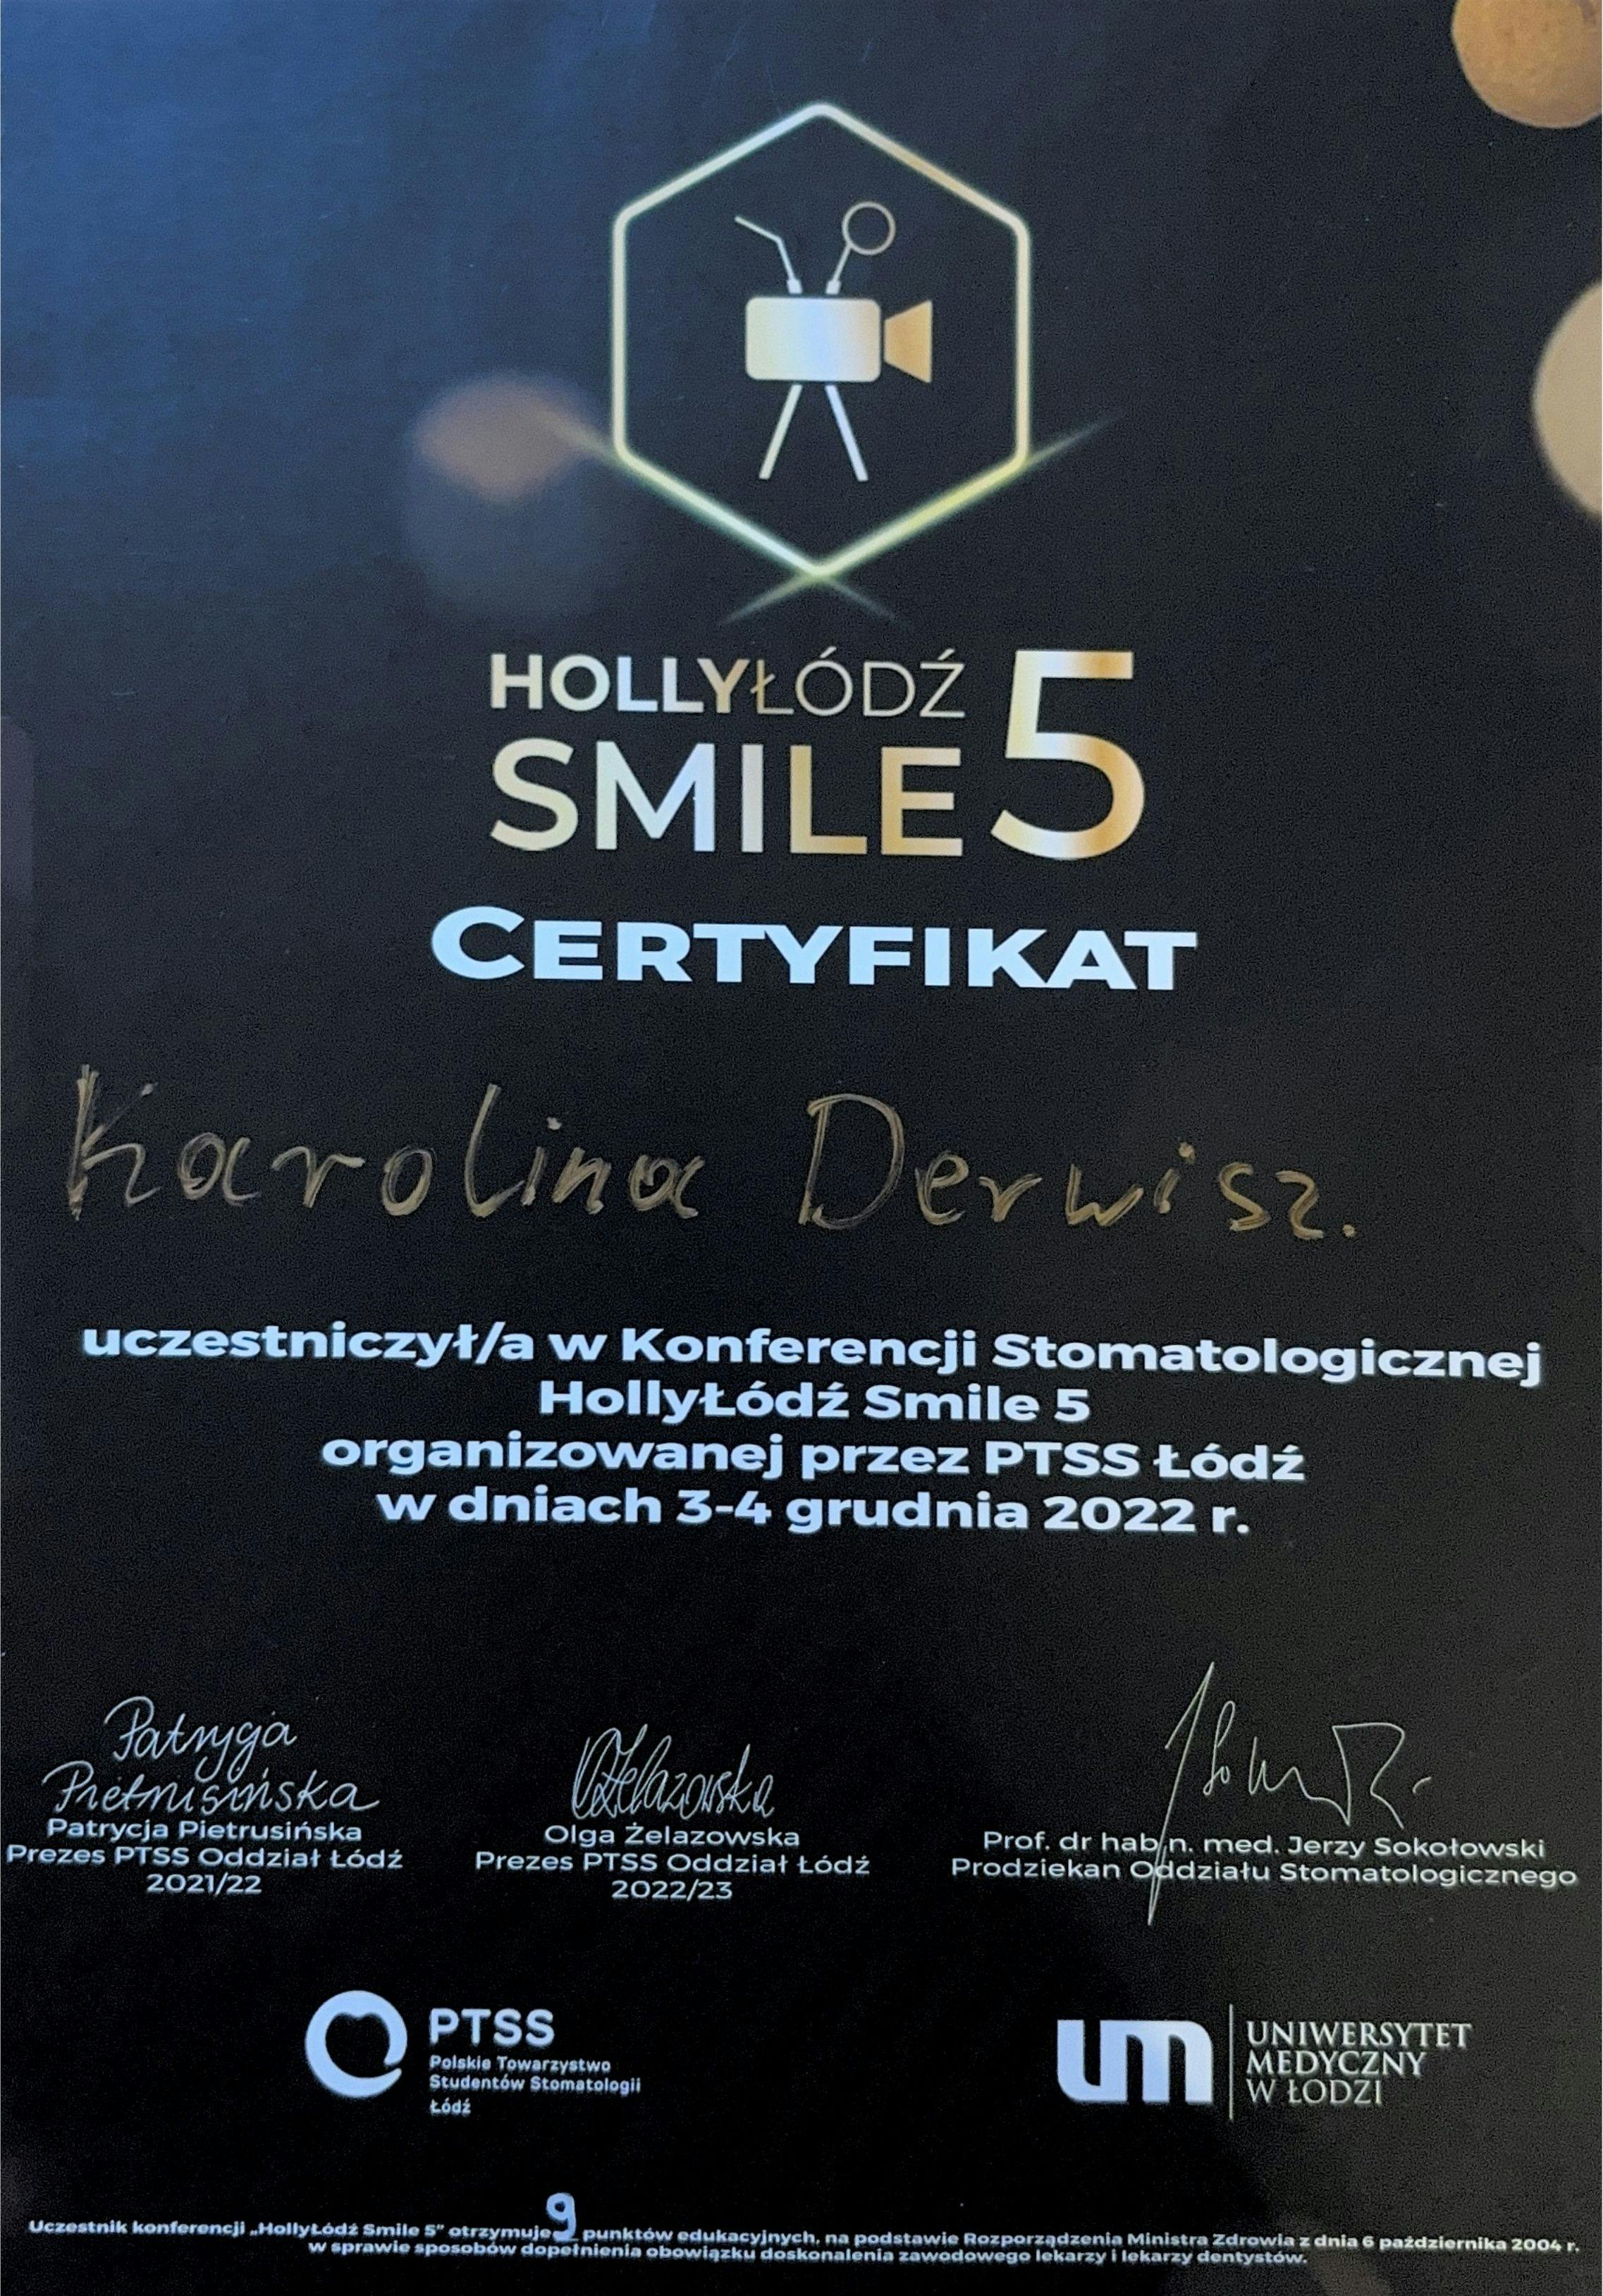 HOLLYŁÓDŹ
SMILE 5
CERTYFIKAT
Karolina Derwisz.
uczestniczył/a w Konferencji Stomatologicznej
HollyŁódź Smile 5
organizowanej przez PTSS Łódź
w dniach 3-4 grudnia 2022 r.
Patrycja
Pietrusińska
Patrycja Pietrusińska
Prezes PTSS Oddział Łódź
2021/22
OŻelazowska
Olga Żelazowska
Prezes PTSS Oddział Łódź
2022/23
Prof. dr hab. n. med. Jerzy Sokołowski
Prodziekan Oddziału Stomatologicznego
PTSS
Polskie Towarzystwo
Studentów Stomatologii
Łódź
um
UNIWERSYTET
MEDYCZNY
W ŁODZI
Uczestnik konferencji „HollyŁódź Smile 5” otrzymuje 9 punktów edukacyjnych, na podstawie Rozporządzenia Ministra Zdrowia z dnia 6 października 2004 r.
w sprawie sposobów dopełnienia obowiązku doskonalenia zawodowego lekarzy i lekarzy dentystów.